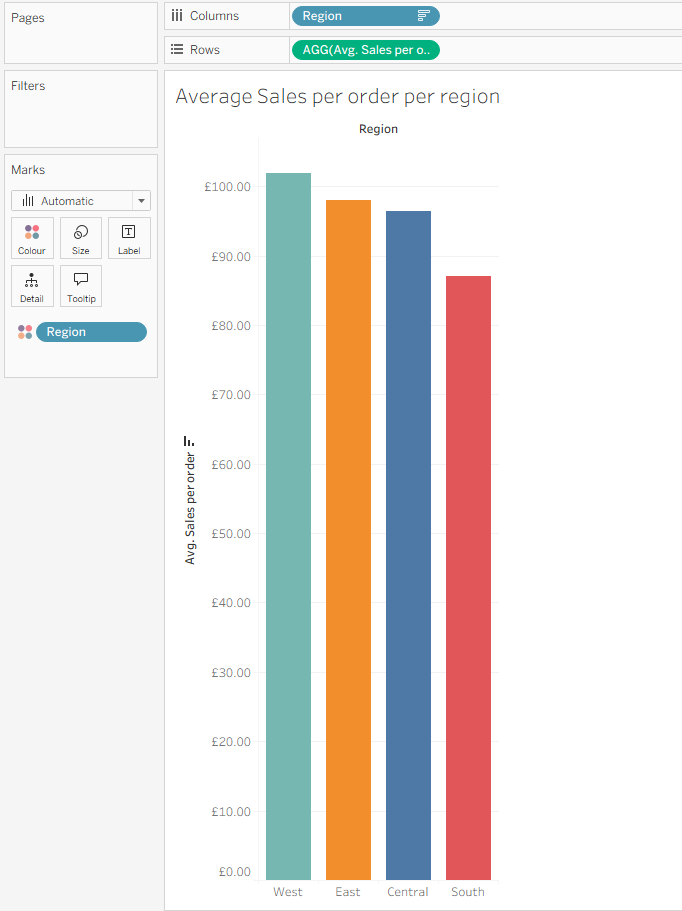 Pages
Columns
Region
Rows
AGG(Avg. Sales per o..
Filters
Marks
Automatic
Colour
Size
Label
Detail
Tooltip
Region
Average Sales per order per region
Region
Avg. Sales per order
£100.00
£90.00
£80.00
£70.00
£60.00
£50.00
£40.00
£30.00
£20.00
£10.00
£0.00
West East Central South